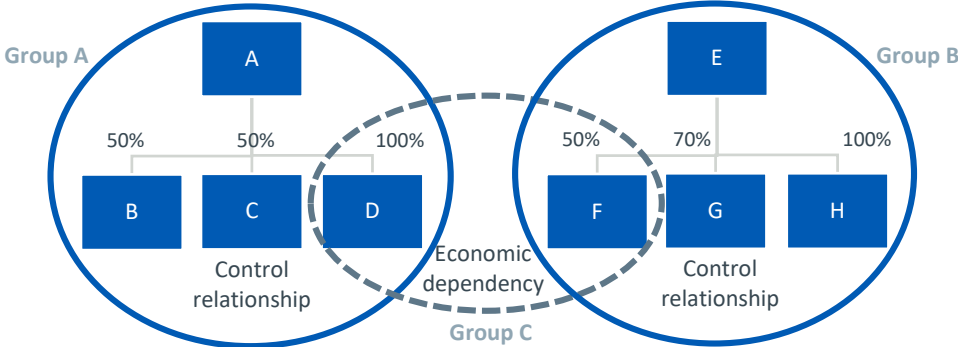 Group A
A
E
Group B
50%
50%
100%
50%
70%
100%
B
C
D
F
G
H
Control
relationship
Economic
dependency
Control
relationship
Group C